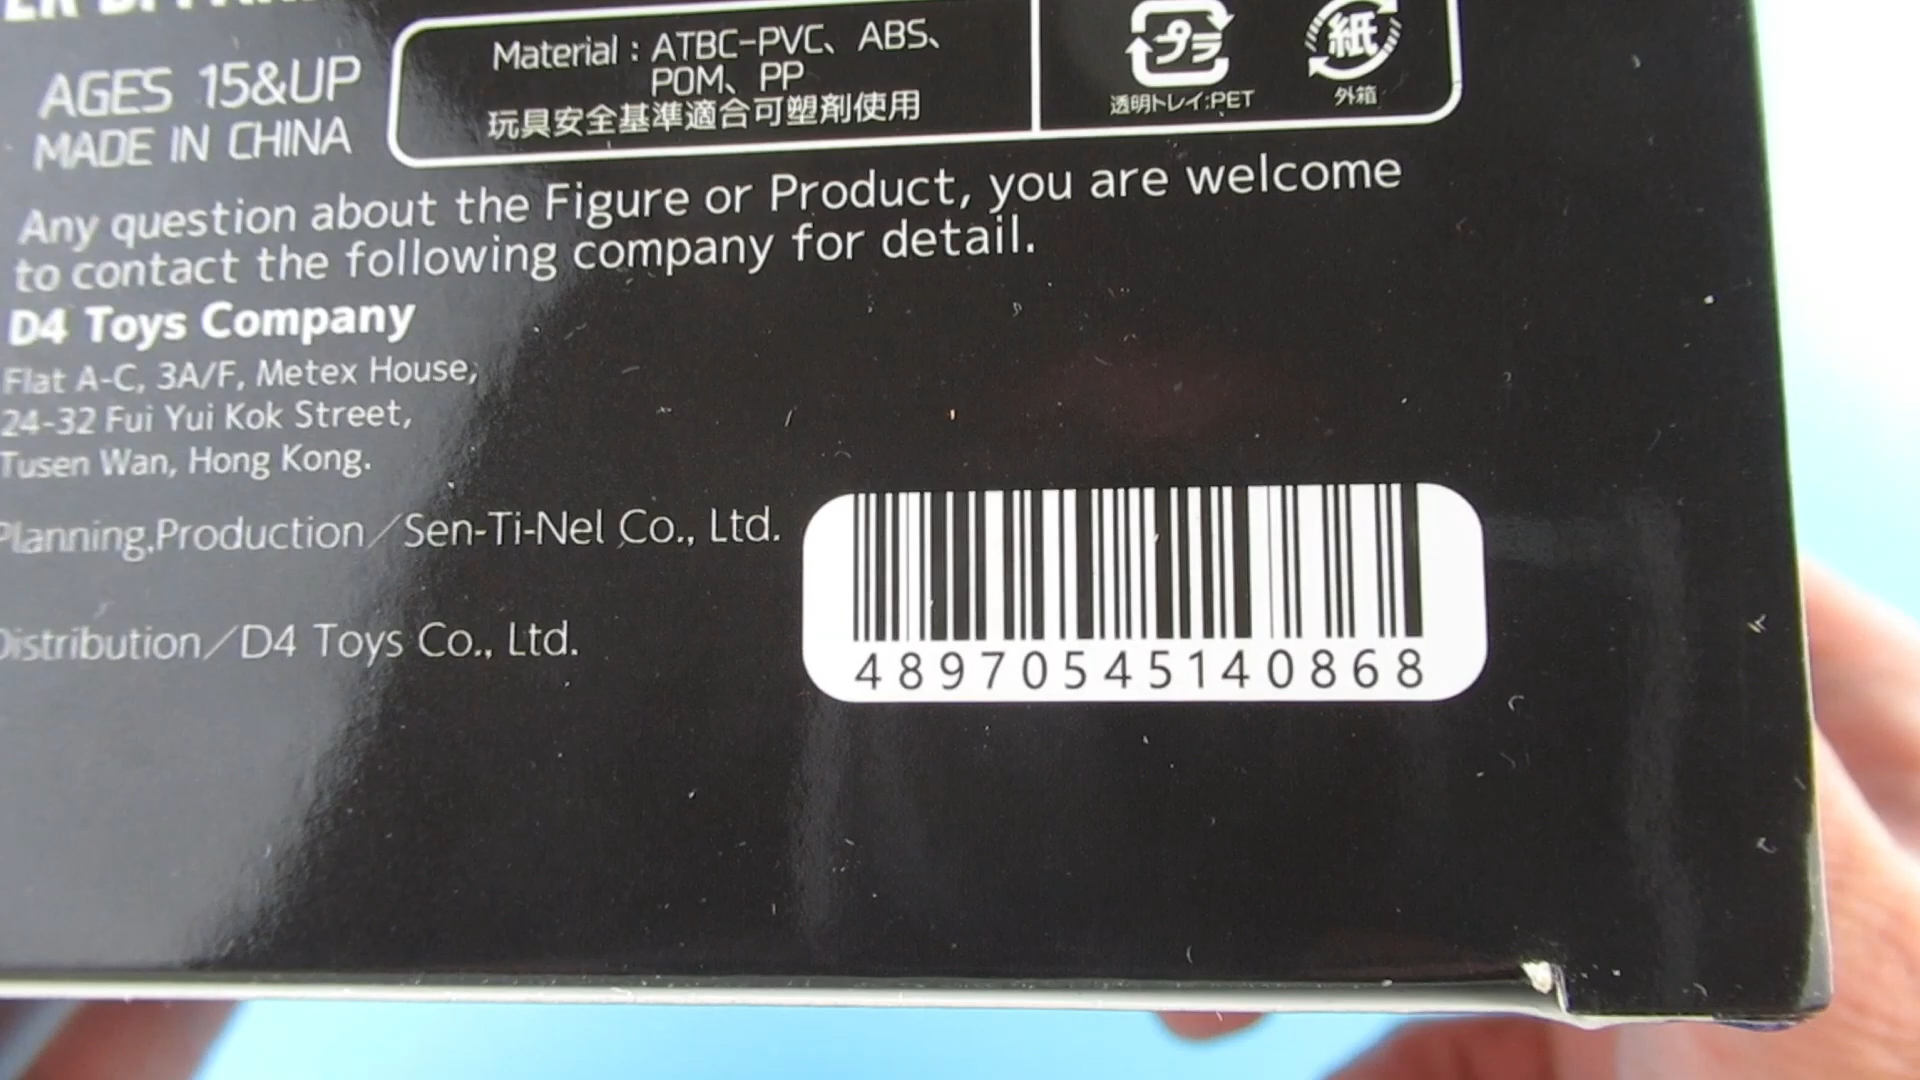 AGES 15&UP
MADE IN CHINA
Material : ATBC-PVC、ABS、
POM、PP
玩具安全基準適合可塑剤使用
プラ
透明トレイ:PET
紙
外箱
Any question about the Figure or Product, you are welcome
to contact the following company for detail.
D4 Toys Company
Flat A-C, 3A/F, Metex House,
24-32 Fui Yui Kok Street,
Tusen Wan, Hong Kong.
Planning.Production/Sen-Ti-Nel Co., Ltd.
Distribution/D4 Toys Co., Ltd.
48970545140868